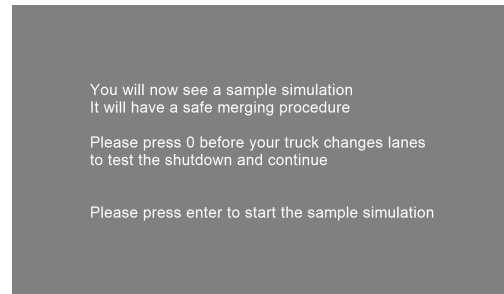 You will now see a sample simulation
It will have a safe merging procedure
Please press 0 before your truck changes lanes
to test the shutdown and continue
Please press enter to start the sample simulation